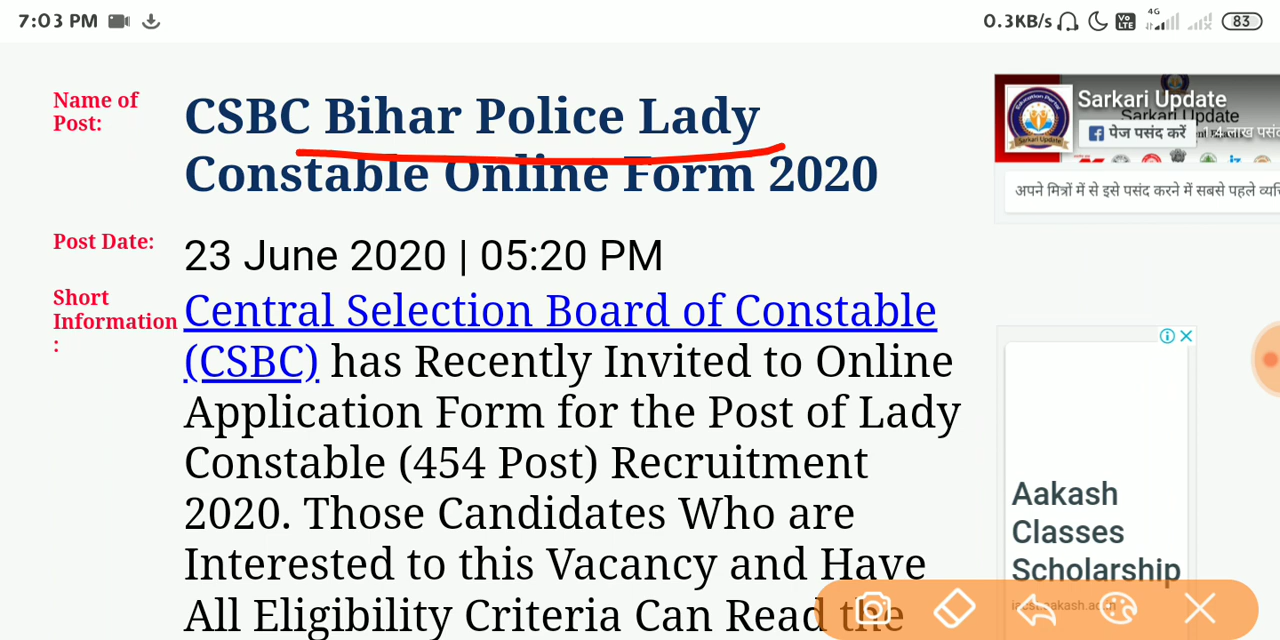 7:03 PM
0.3KB/s
Vo LTE
4G
83
Name of
Post:
CSBC Bihar Police Lady
Constable Online Form 2020
Post Date:
23 June 2020 | 05:20 PM
Short
Information
:
Central Selection Board of Constable
(CSBC) has Recently Invited to Online
Application Form for the Post of Lady
Constable (454 Post) Recruitment
2020. Those Candidates Who are
Interested to this Vacancy and Have
All Eligibility Criteria Can Read the
Sarkari Update
Sarkari Update
पेज पसंद करें
लाख पसंद
अपने मित्रों में से इसे पसंद करने में सबसे पहले
Aakash
Classes
Scholarship